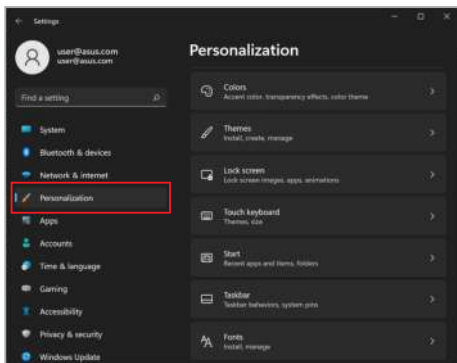 Settings
user@asus.com
user@asus.com
Find a setting
System
Bluetooth & devices
Network & internet
Personalization
Apps
Accounts
Time & language
Gaming
Accessibility
Privacy & security
Windows Update
Personalization
Colors
Accent color, transparency effects, color theme
Themes
Install, create, manage
Lock screen
Lock screen images, apps, animations
Touch keyboard
Themes, size
Start
Recent apps and items, folders
Taskbar
Taskbar behaviors, system pins
Fonts
Install, manage